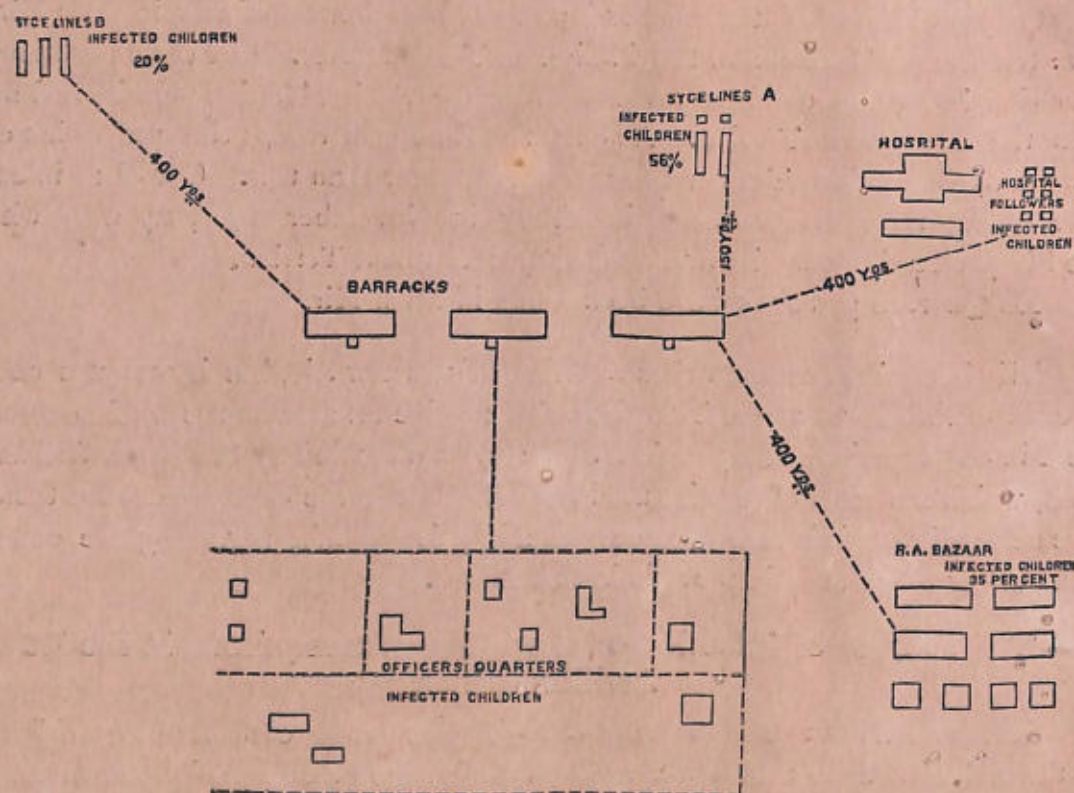 SYCE LINES B
INFECTED CHILDREN
20%
400 YDS
SYCE LINES A
INFECTED
CHILDREN
56%
150 YDS
HOSPITAL
HOSPITAL
FOLLOWERS
INFECTED
CHILDREN
400 YDS
BARRACKS
400 YDS
R.A. BAZAAR
INFECTED CHILDREN
35 PER CENT
OFFICERS QUARTERS
INFECTED CHILDREN